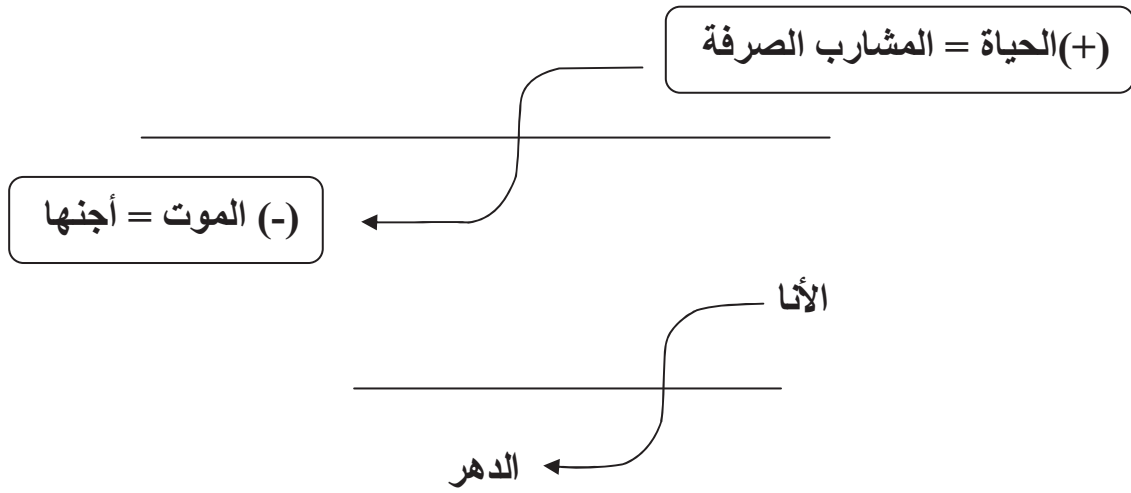 (+)الحياة = المشارب الصرفة
(-) الموت = أجنها
الأنا
الدهر